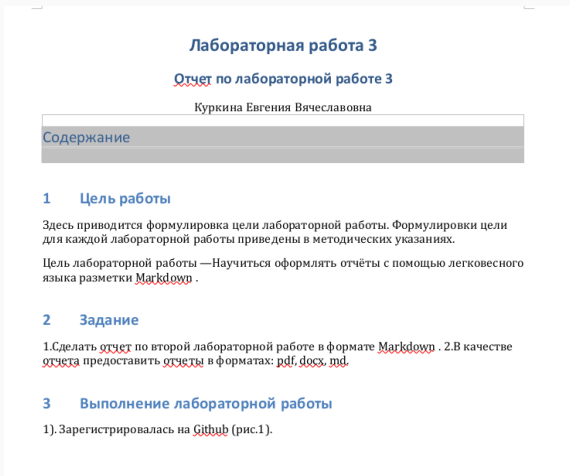 Лабораторная работа 3
Отчет по лабораторной работе 3
Куркина Евгения Вячеславовна
Содержание
1 Цель работы
Здесь приводится формулировка цели лабораторной работы. Формулировки цели
для каждой лабораторной работы приведены в методических указаниях.
Цель лабораторной работы —Научиться оформлять отчёты с помощью легковесного
языка разметки Markdown .
2 Задание
1.Сделать отчет по второй лабораторной работе в формате Markdown . 2.В качестве
отчета предоставить отчеты в форматах: pdf, docx, md.
3 Выполнение лабораторной работы
1). Зарегистрировалась на Github (рис.1).